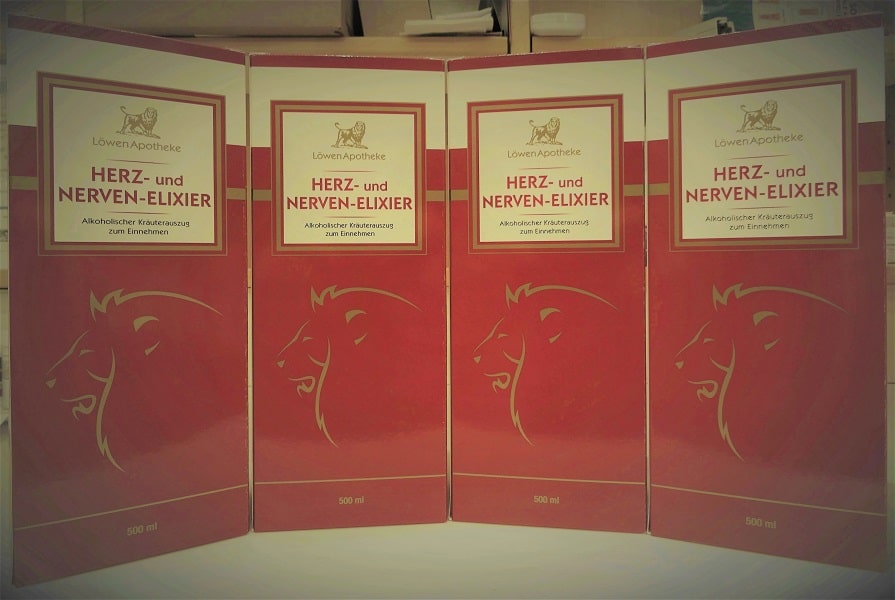 LöwenApotheke
HERZ- und
NERVEN-ELIXIER
Alkoholischer Kräuterauszug
zum Einnehmen
500 ml
LöwenApotheke
HERZ- und
NERVEN-ELIXIER
Alkoholischer Kräuterauszug
zum Einnehmen
500 ml
LöwenApotheke
HERZ- und
NERVEN-ELIXIER
Alkoholischer Kräuterauszug
zum Einnehmen
500 ml
LöwenApotheke
HERZ- und
NERVEN-ELIXIER
Alkoholischer Kräuterauszug
zum Einnehmen
500 ml